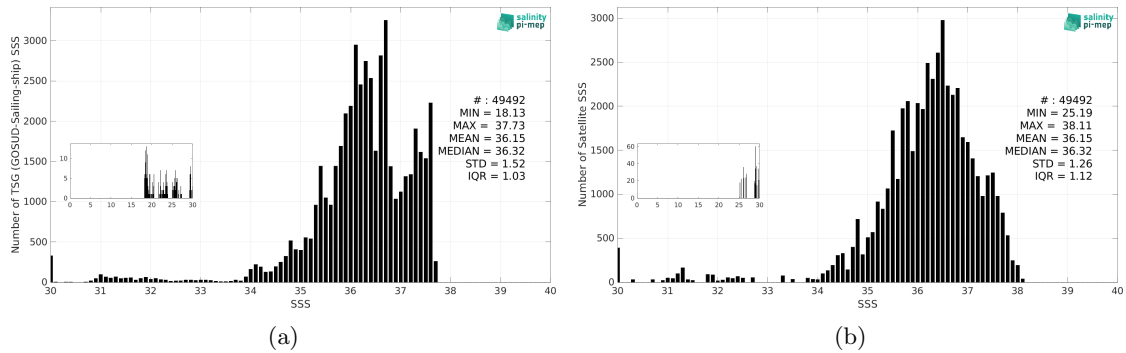 salinity
pi-mep
Number of TSG (GOSUD-Sailing-ship) SSS
3000
2500
2000
1500
1000
500
0
# : 49492
MIN = 18.13
MAX = 37.73
MEAN = 36.15
MEDIAN = 36.32
STD = 1.52
IQR = 1.03
10
5
0
0 5 10 15 20 25 30
30 31 32 33 34 35 36 37 38 39 40
SSS
(a)
salinity
pi-mep
Number of Satellite SSS
3000
2500
2000
1500
1000
500
0
# : 49492
MIN = 25.19
MAX = 38.11
MEAN = 36.15
MEDIAN = 36.32
STD = 1.26
IQR = 1.12
60
40
20
0
0 5 10 15 20 25 30
30 31 32 33 34 35 36 37 38 39 40
SSS
(b)